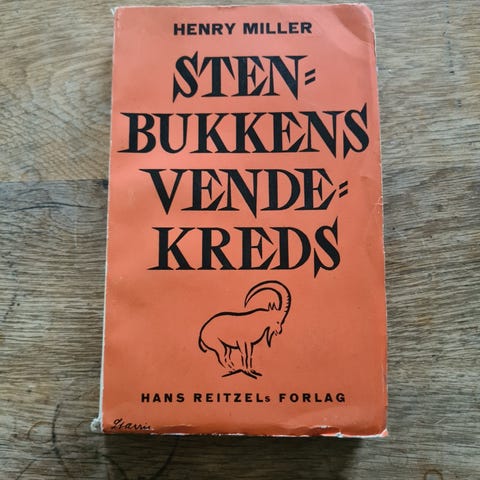 HENRY MILLER
STEN=
BUKKENS
VENDE=
KREDS
HANS REITZELs FORLAG